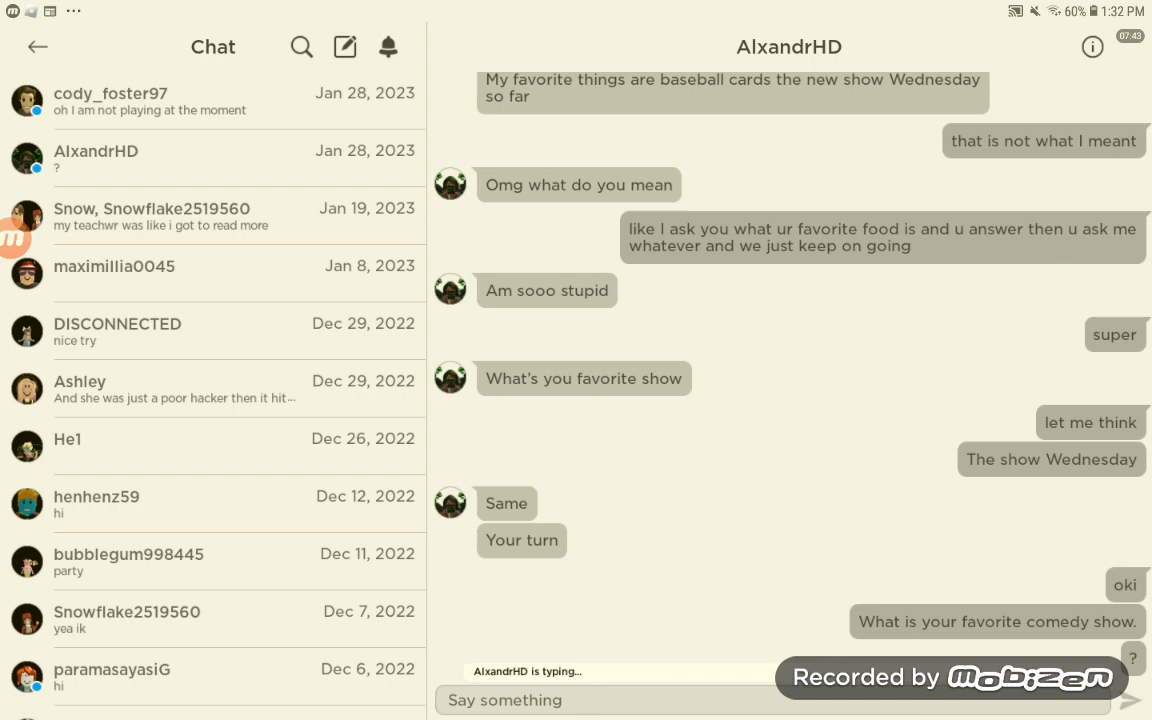 60% 1:32 PM
Chat
AlxandrHD
07:43
cody_foster97
Jan 28, 2023
oh I am not playing at the moment
AlxandrHD
Jan 28, 2023
?
Snow, Snowflake2519560
Jan 19, 2023
my teachwr was like i got to read more
maximillia0045
Jan 8, 2023
DISCONNECTED
Dec 29, 2022
nice try
Ashley
Dec 29, 2022
And she was just a poor hacker then it hit...
He1
Dec 26, 2022
henhenz59
Dec 12, 2022
hi
bubblegum998445
Dec 11, 2022
party
Snowflake2519560
Dec 7, 2022
yea ik
paramasayasiG
Dec 6, 2022
hi
My favorite things are baseball cards the new show Wednesday
so far
that is not what I meant
Omg what do you mean
like I ask you what ur favorite food is and u answer then u ask me
whatever and we just keep on going
Am sooo stupid
super
What's you favorite show
let me think
The show Wednesday
Same
Your turn
oki
What is your favorite comedy show.
?
AlxandrHD is typing...
Say something
Recorded by mobizen